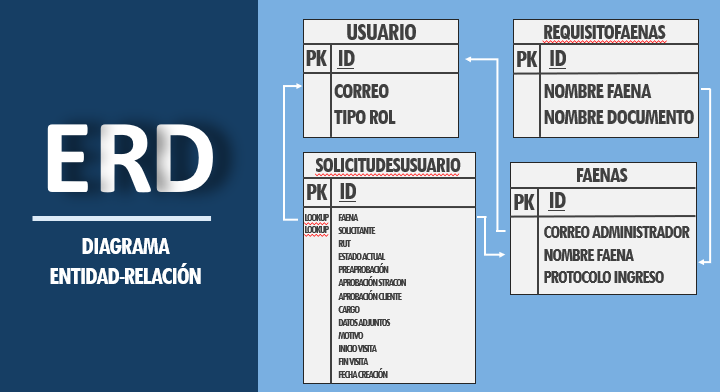 ERD
DIAGRAMA
ENTIDAD-RELACIÓN
USUARIO
PK ID
CORREO
TIPO ROL
REQUISITOFAENAS
PK ID
NOMBRE FAENA
NOMBRE DOCUMENTO
SOLICITUDESUSUARIO
PK ID
LOOKUP FAENA
LOOKUP SOLICITANTE
RUT
ESTADO ACTUAL
PREAPROBACIÓN
APROBACIÓN STRACON
APROBACIÓN CLIENTE
CARGO
DATOS ADJUNTOS
MOTIVO
INICIO VISITA
FIN VISITA
FECHA CREACIÓN
FAENAS
PK ID
CORREO ADMINISTRADOR
NOMBRE FAENA
PROTOCOLO INGRESO